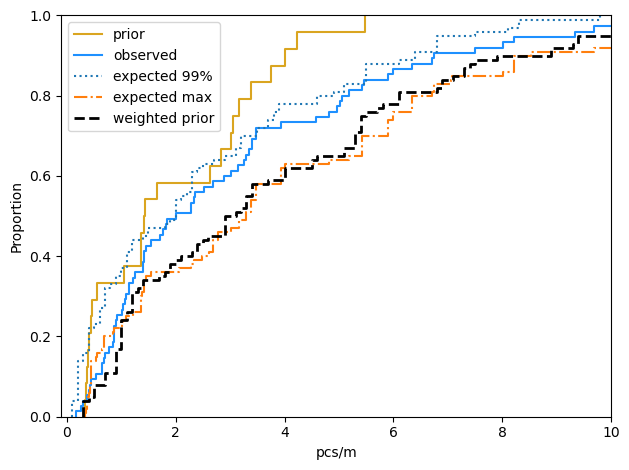 prior
observed
expected 99%
expected max
weighted prior
1.0
0.8
0.6
0.4
0.2
0.0
Proportion
0 2 4 6 8 10
pcs/m